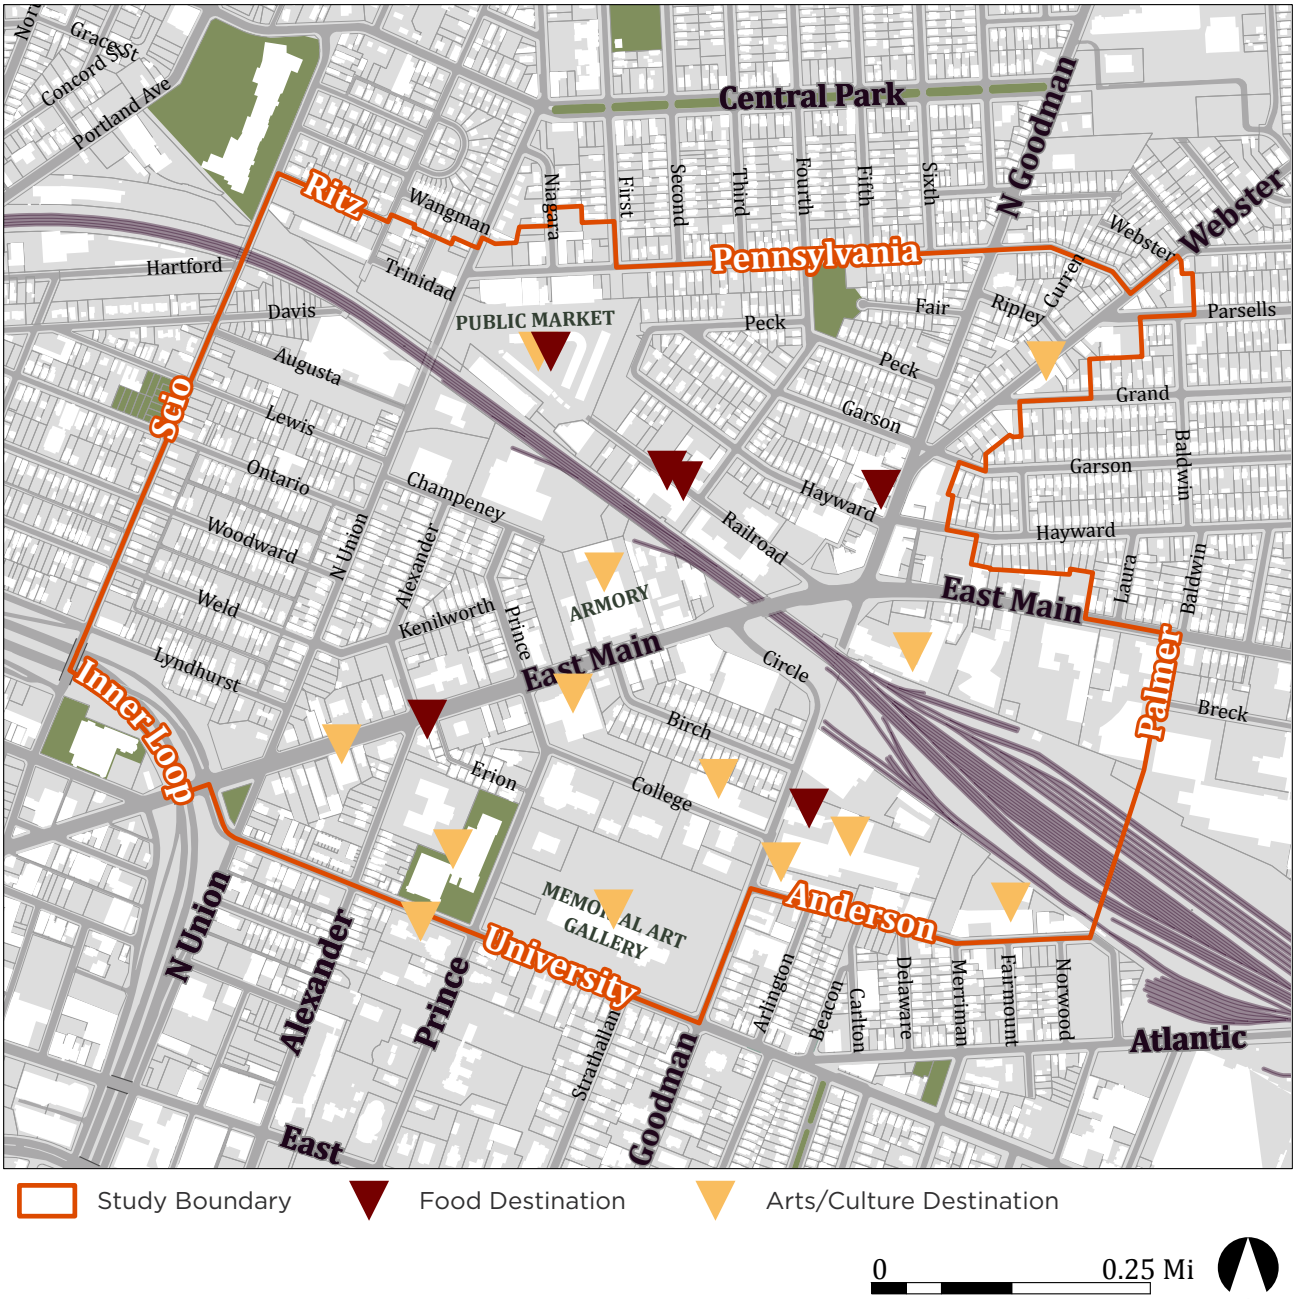 Nor
Grace St
Concord St
Portland Ave
Central Park
N Goodman
Ritz
Wangman
Niagara
First
Second
Third
Fourth
Fifth
Sixth
Webster
Webster
Hartford
Trinidad
Pennsylvania
Curren
Davis
PUBLIC MARKET
Peck
Fair
Ripley
Parsells
Augusta
Peck
Scio
Lewis
Garson
Grand
Ontario
Champeney
Hayward
Garson
Baldwin
Woodward
N Union
Alexander
Railroad
Hayward
Weld
Kenilworth
Prince
ARMORY
East Main
Laura
Baldwin
Lyndhurst
East Main
Circle
Palmer
Inner Loop
Birch
Breck
Erion
College
MEMORIAL ART
GALLERY
Anderson
N Union
Alexander
Prince
University
Strathallan
Goodman
Arlington
Beacon
Carlton
Delaware
Merriman
Fairmount
Norwood
Atlantic
East
Study Boundary
Food Destination
Arts/Culture Destination
0 0.25 Mi